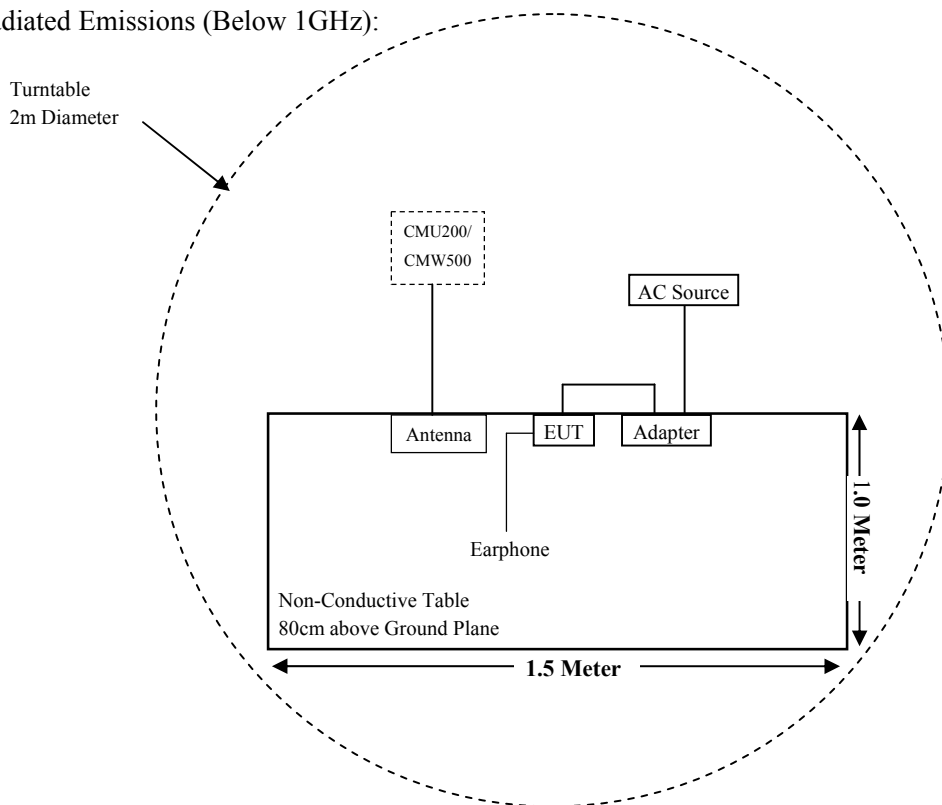 adiated Emissions (Below 1GHz):
Turntable
2m Diameter
CMU200/
CMW500
AC Source
Antenna
EUT
Adapter
Earphone
1.0 Meter
Non-Conductive Table
80cm above Ground Plane
1.5 Meter